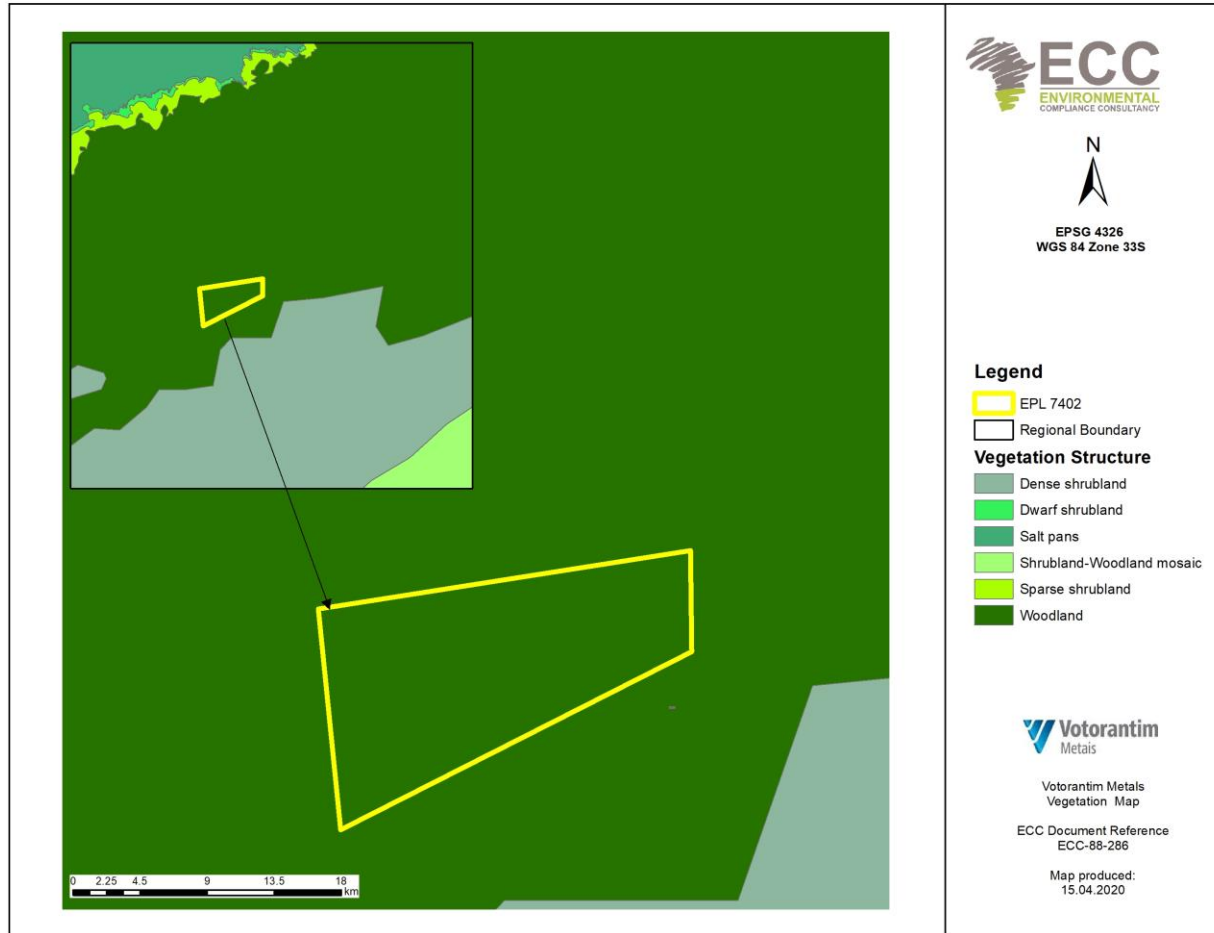 ECC
ENVIRONMENTAL
COMPLIANCE CONSULTANCY
N
EPSG 4326
WGS 84 Zone 33S
Legend
EPL 7402
Regional Boundary
Vegetation Structure
Dense shrubland
Dwarf shrubland
Salt pans
Shrubland-Woodland mosaic
Sparse shrubland
Woodland
Votorantim
Metais
Votorantim Metals
Vegetation Map
ECC Document Reference
ECC-88-286
Map produced:
15.04.2020
0 2.25 4.5 9 13.5 18
km